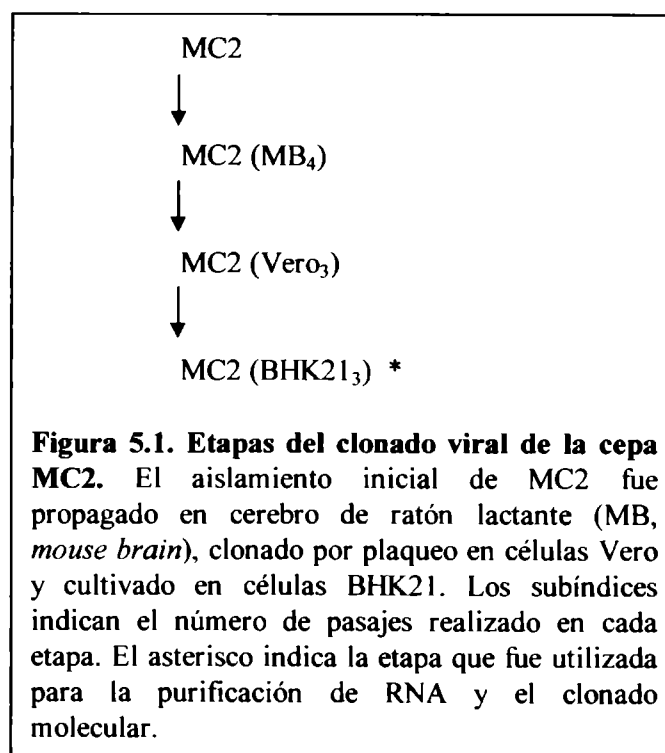 MC2
MC2 (MB₄)
MC2 (Vero₃)
MC2 (BHK21₃) *
Figura 5.1. Etapas del clonado viral de la cepa
MC2. El aislamiento inicial de MC2 fue
propagado en cerebro de ratón lactante (MB,
mouse brain), clonado por plaqueo en células Vero
y cultivado en células BHK21. Los subíndices
indican el número de pasajes realizado en cada
etapa. El asterisco indica la etapa que fue utilizada
para la purificación de RNA y el clonado
molecular.